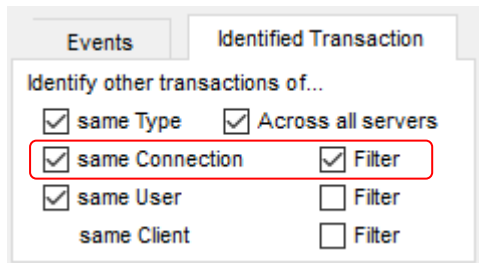 Events Identified Transaction
Identify other transactions of...
same Type Across all servers
same Connection Filter
same User Filter
same Client Filter